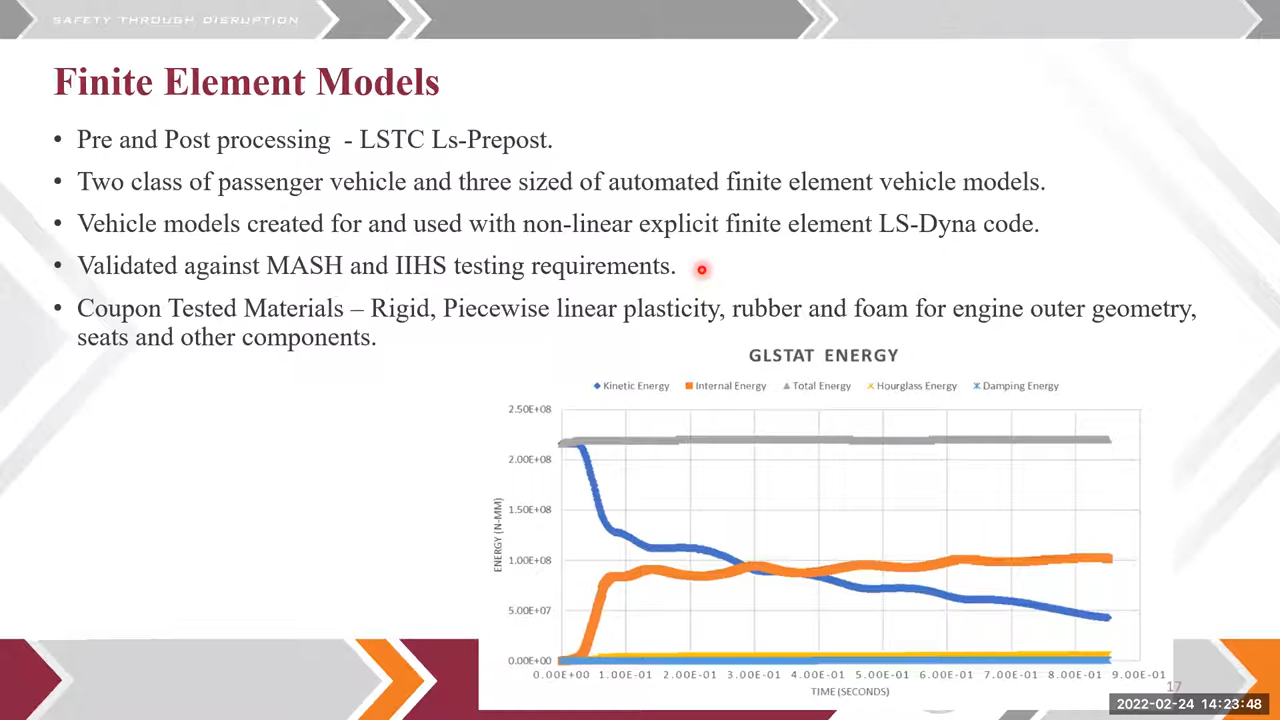 SAFETY THROUGH DISRUPTION
Finite Element Models
• Pre and Post processing  - LSTC Ls-Prepost.
• Two class of passenger vehicle and three sized of automated finite element vehicle models.
• Vehicle models created for and used with non-linear explicit finite element LS-Dyna code.
• Validated against MASH and IIHS testing requirements.
• Coupon Tested Materials – Rigid, Piecewise linear plasticity, rubber and foam for engine outer geometry,
seats and other components.
GLSTAT ENERGY
Kinetic Energy Internal Energy Total Energy Hourglass Energy Damping Energy
2.50E+08
2.00E+08
1.50E+08
1.00E+08
5.00E+07
0.00E+00
ENERGY (N-MM)
0.00E+00 1.00E-01 2.00E-01 3.00E-01 4.00E-01 5.00E-01 6.00E-01 7.00E-01 8.00E-01 9.00E-01
TIME (SECONDS)
17
2022-02-24 14:23:48